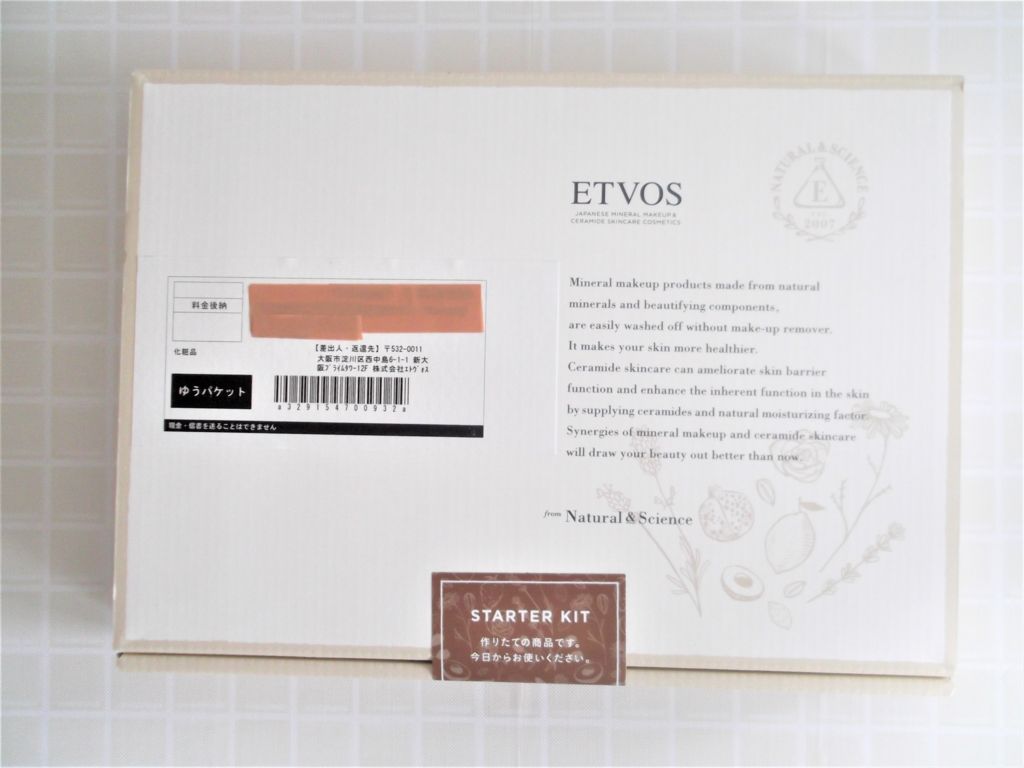 ETVOS
JAPANESE MINERAL MAKEUP &
CERAMIDE SKINCARE COSMETICS
NATURAL & SCIENCE
E
2007
料金後納
化粧品
【差出人・返還先】〒532-0011
大阪市淀川区西中島6-1-1 新大
阪プライムタワー12F 株式会社エトヴォス
ゆうパケット
a329154700932a
現金・信書を送ることはできません
Mineral makeup products made from natural
minerals and beautifying components,
are easily washed off without make-up remover.
It makes your skin more healthier.
Ceramide skincare can ameliorate skin barrier
function and enhance the inherent function in the skin
by supplying ceramides and natural moisturizing factor.
Synergies of mineral makeup and ceramide skincare
will draw your beauty out better than now.
from Natural & Science
STARTER KIT
作りたての商品です。
今日からお使いください。